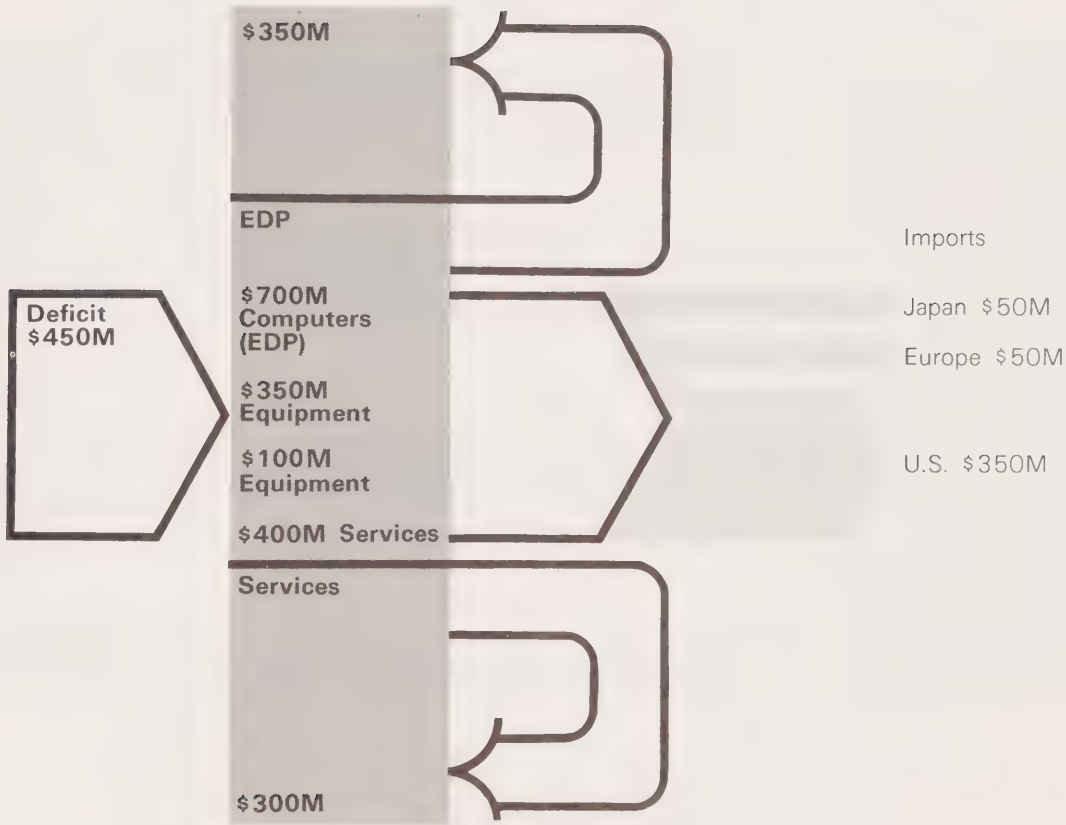 $350M
EDP
Imports
Deficit
$450M
$700M
Computers
(EDP)
$350M
Equipment
$100M
Equipment
$400M Services
Japan $50M
Europe $50M
U.S. $350M
Services
$300M